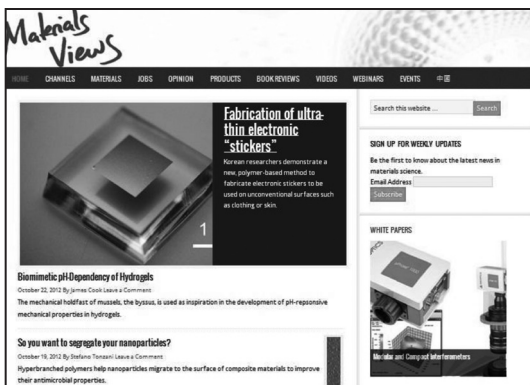 Materials
Views
HOME CHANNELS MATERIALS JOBS OPINION PRODUCTS BOOK REVIEWS VIDEOS WEBINARS EVENTS 中国
Fabrication of ultra-
thin electronic
“stickers”
Korean researchers demonstrate a
new, polymer-based method to
fabricate electronic stickers to be
used on unconventional surfaces such
as clothing or skin.
1
Biomimetic pH-Dependency of Hydrogels
October 22, 2012 By James Cook Leave a Comment
The mechanical holdfast of mussels, the byssus, is used as inspiration in the development of pH-repsonsive
mechanical properties in hydrogels.
So you want to segregate your nanoparticles?
October 19, 2012 By Stefano Tonzani Leave a Comment
Hyperbranched polymers help nanoparticles migrate to the surface of composite materials to improve
their antimicrobial properties.
Search this website ... Search
SIGN UP FOR WEEKLY UPDATES
Be the first to know about the latest news in
materials science.
Email Address
Subscribe
WHITE PAPERS
Modular and Compact Interferometers